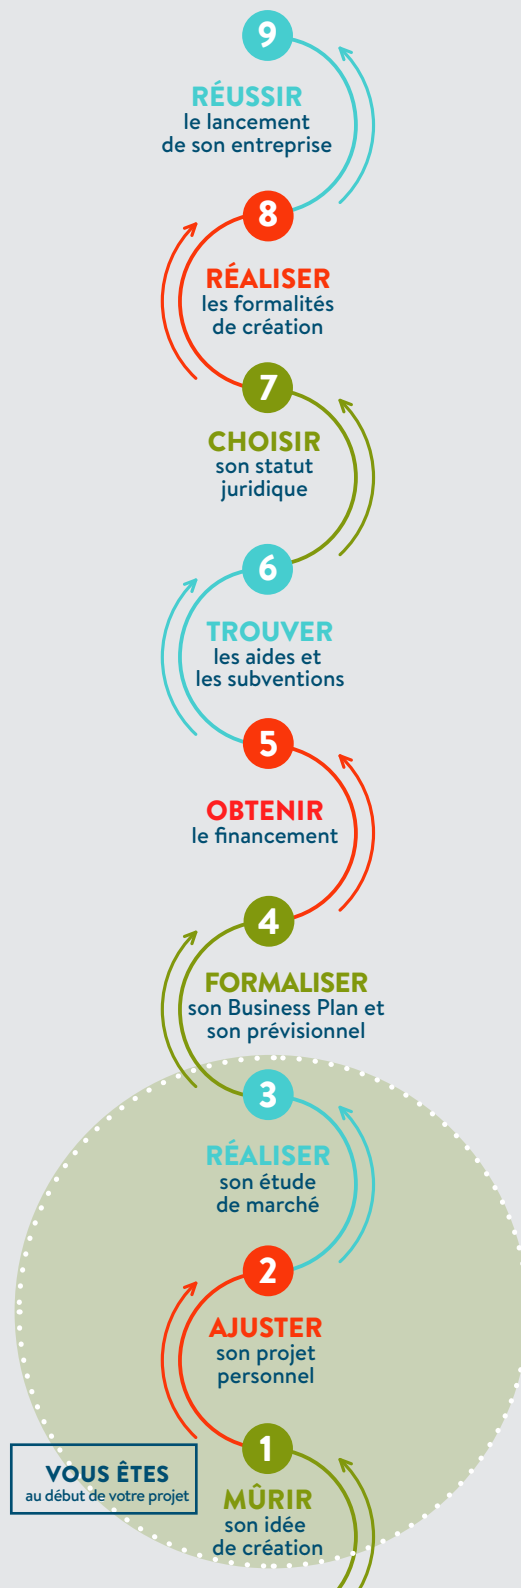 9
RÉUSSIR
le lancement
de son entreprise
8
RÉALISER
les formalités
de création
7
CHOISIR
son statut
juridique
6
TROUVER
les aides et
les subventions
5
OBTENIR
le financement
4
FORMALISER
son Business Plan et
son prévisionnel
3
RÉALISER
son étude
de marché
2
AJUSTER
son projet
personnel
1
VOUS ÊTES
au début de votre projet
MÛRIR
son idée
de création